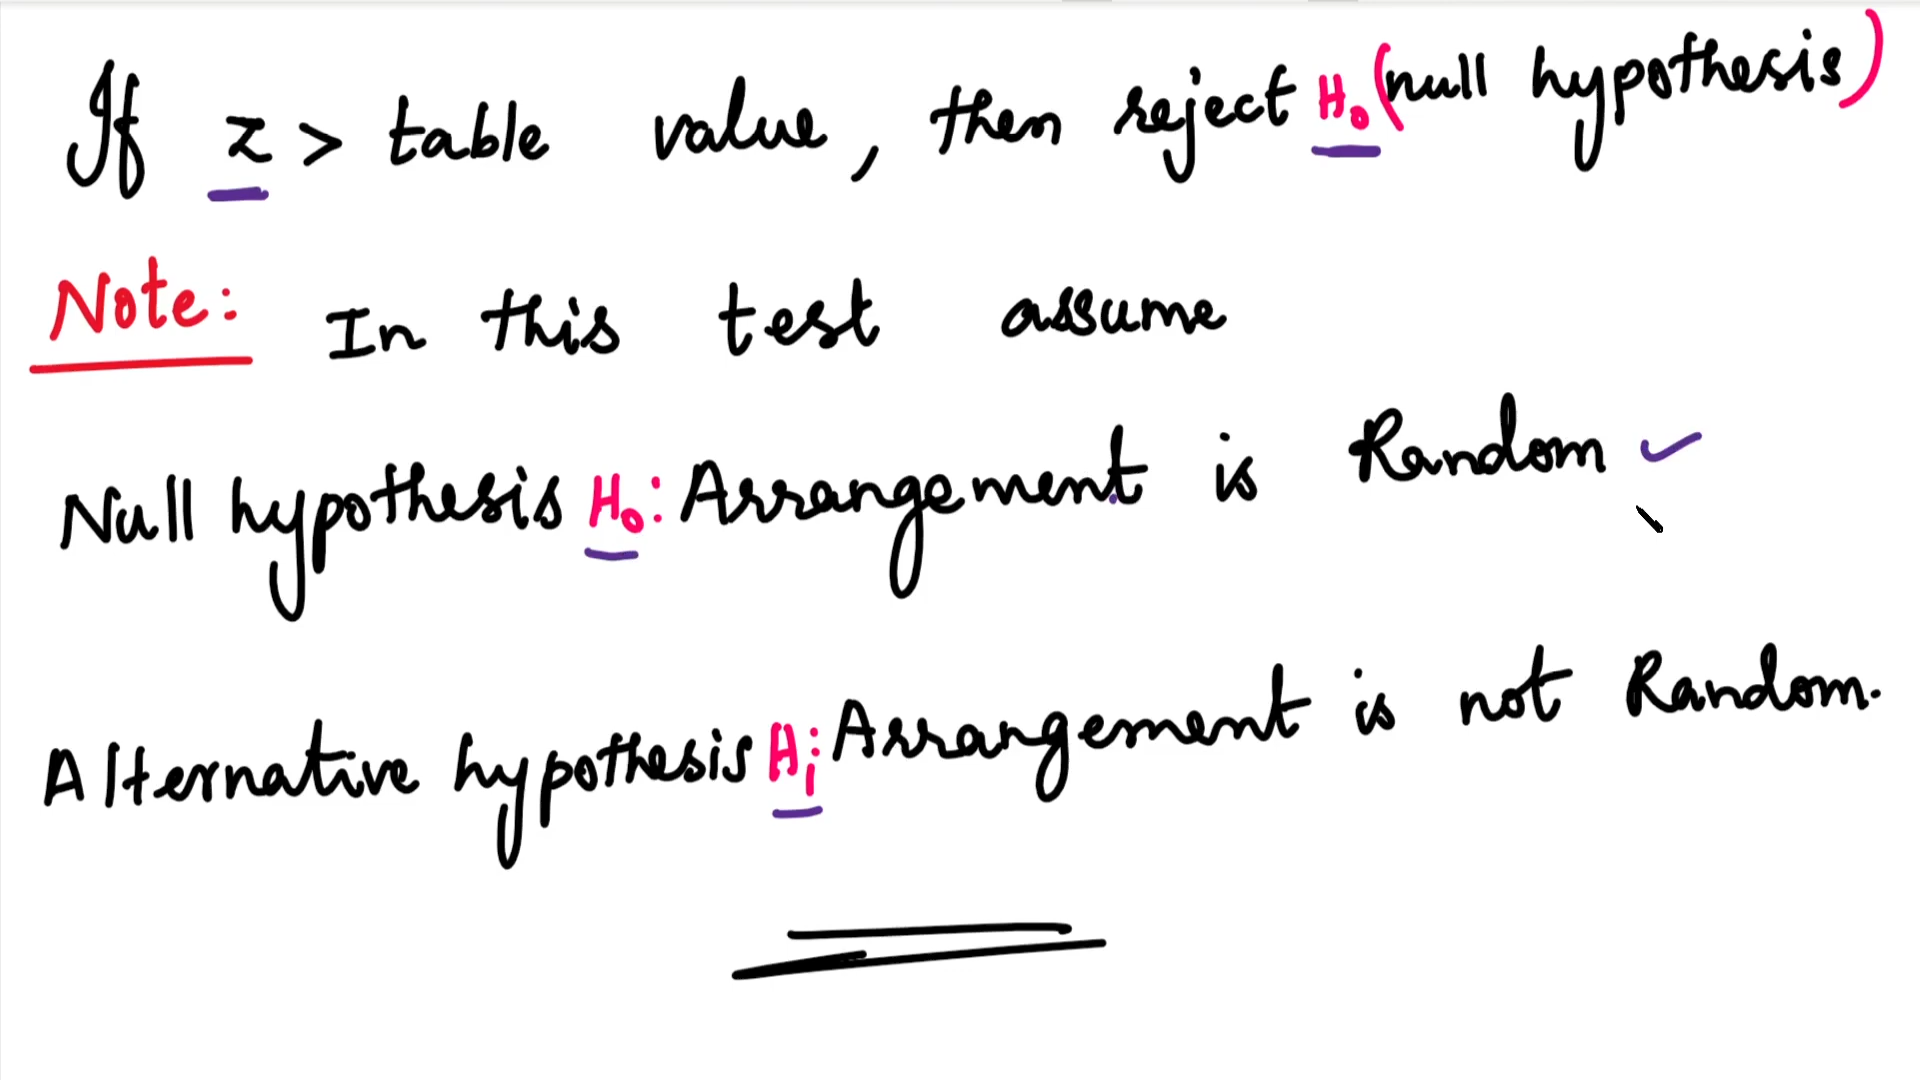 If z > table value, then reject H₀ (null hypothesis)
Note: In this test assume
Null hypothesis H₀: Arrangement is Random ✓
Alternative hypothesis H₁: Arrangement is not Random.